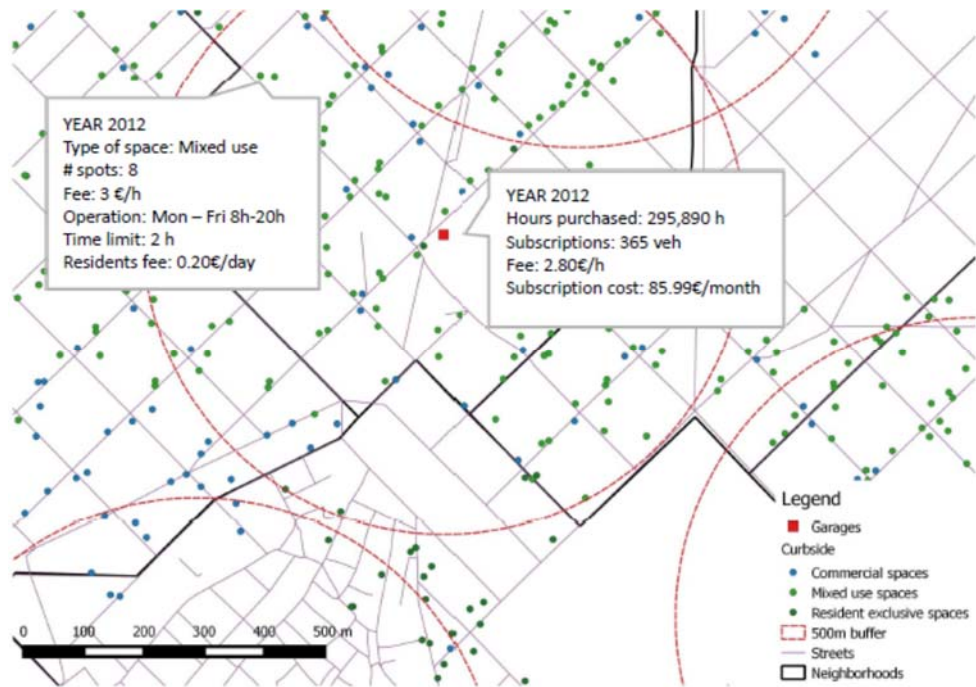 YEAR 2012
Type of space: Mixed use
# spots: 8
Fee: 3 €/h
Operation: Mon – Fri 8h-20h
Time limit: 2 h
Residents fee: 0.20€/day
YEAR 2012
Hours purchased: 295,890 h
Subscriptions: 365 veh
Fee: 2.80€/h
Subscription cost: 85.99€/month
Legend
Garages
Curbside
Commercial spaces
Mixed use spaces
Resident exclusive spaces
500m buffer
Streets
Neighborhoods
0 100 200 300 400 500 m